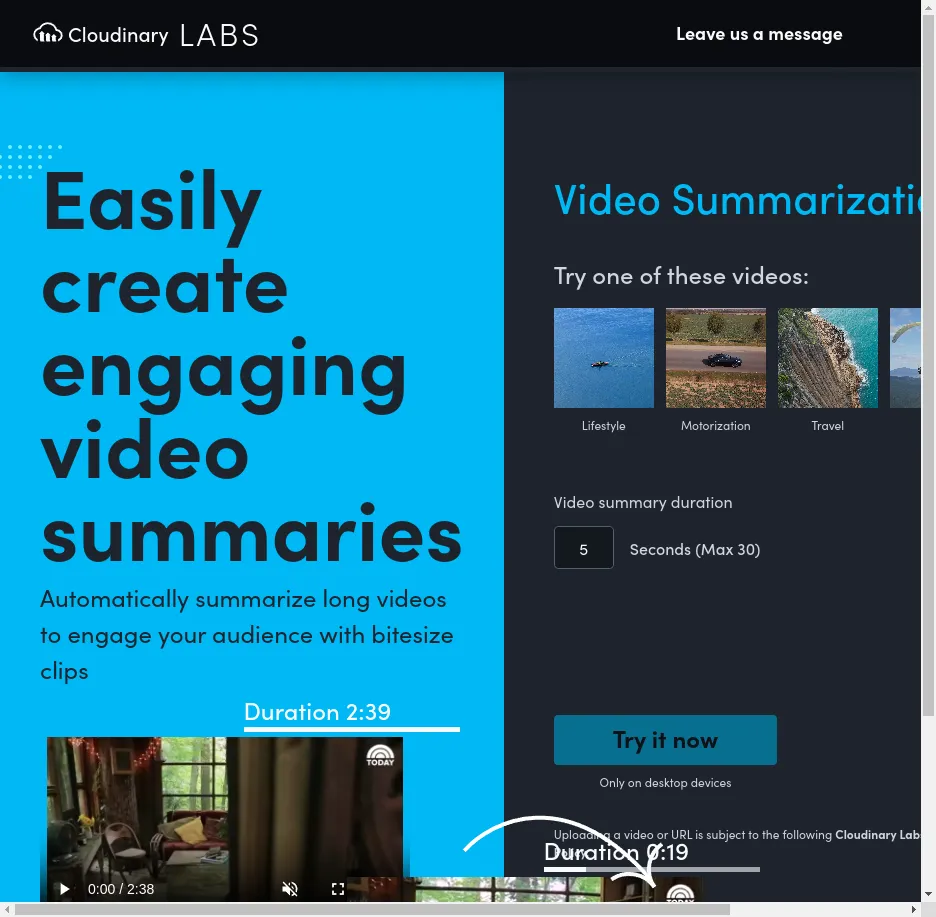 Cloudinary LABS
Leave us a message
Easily
create
engaging
video
summaries
Automatically summarize long videos
to engage your audience with bitesize
clips
Duration 2:39
TODAY
0:00 / 2:38
Video Summarizati
Try one of these videos:
Lifestyle
Motorization
Travel
Video summary duration
5
Seconds (Max 30)
Try it now
Only on desktop devices
Uploading a video or URL is subject to the following Cloudinary Labs
Duration 0:19
TODAY